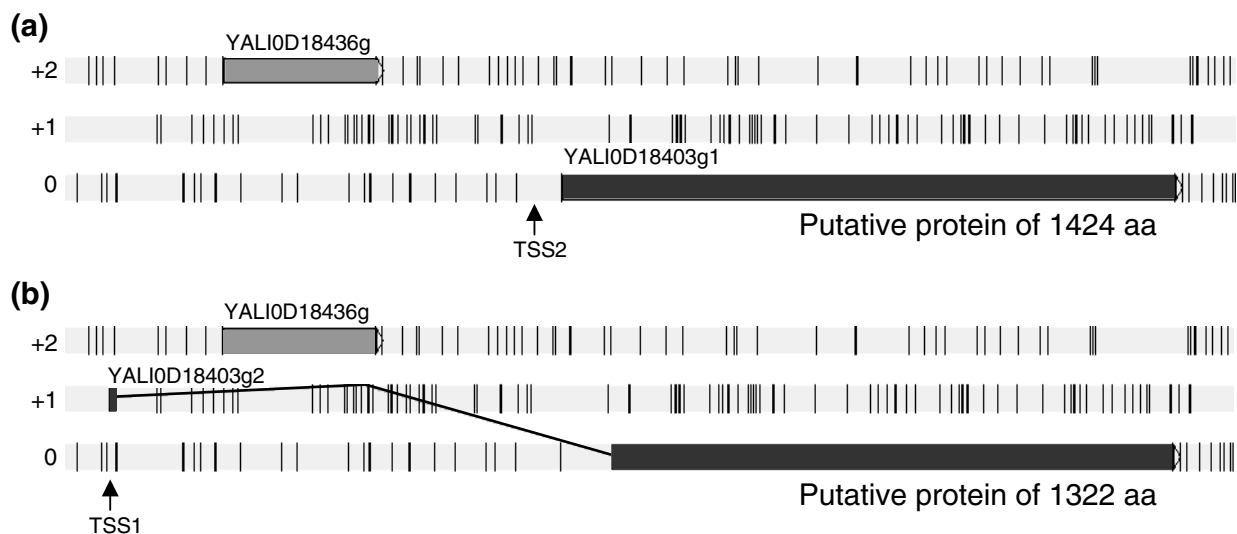 (a)
YALI0D18436g
+2
+1
YALI0D18403g1
0
Putative protein of 1424 aa
TSS2
(b)
YALI0D18436g
+2
YALI0D18403g2
+1
0
Putative protein of 1322 aa
TSS1